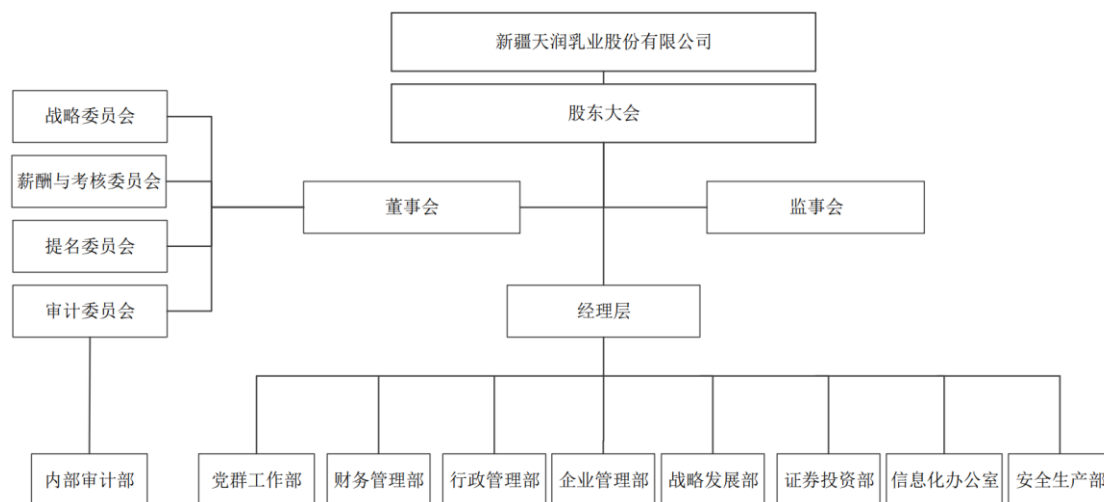 新疆天润乳业股份有限公司
股东大会
战略委员会
薪酬与考核委员会
董事会
监事会
提名委员会
审计委员会
经理层
内部审计部
党群工作部
财务管理部
行政管理部
企业管理部
战略发展部
证券投资部
信息化办公室
安全生产部